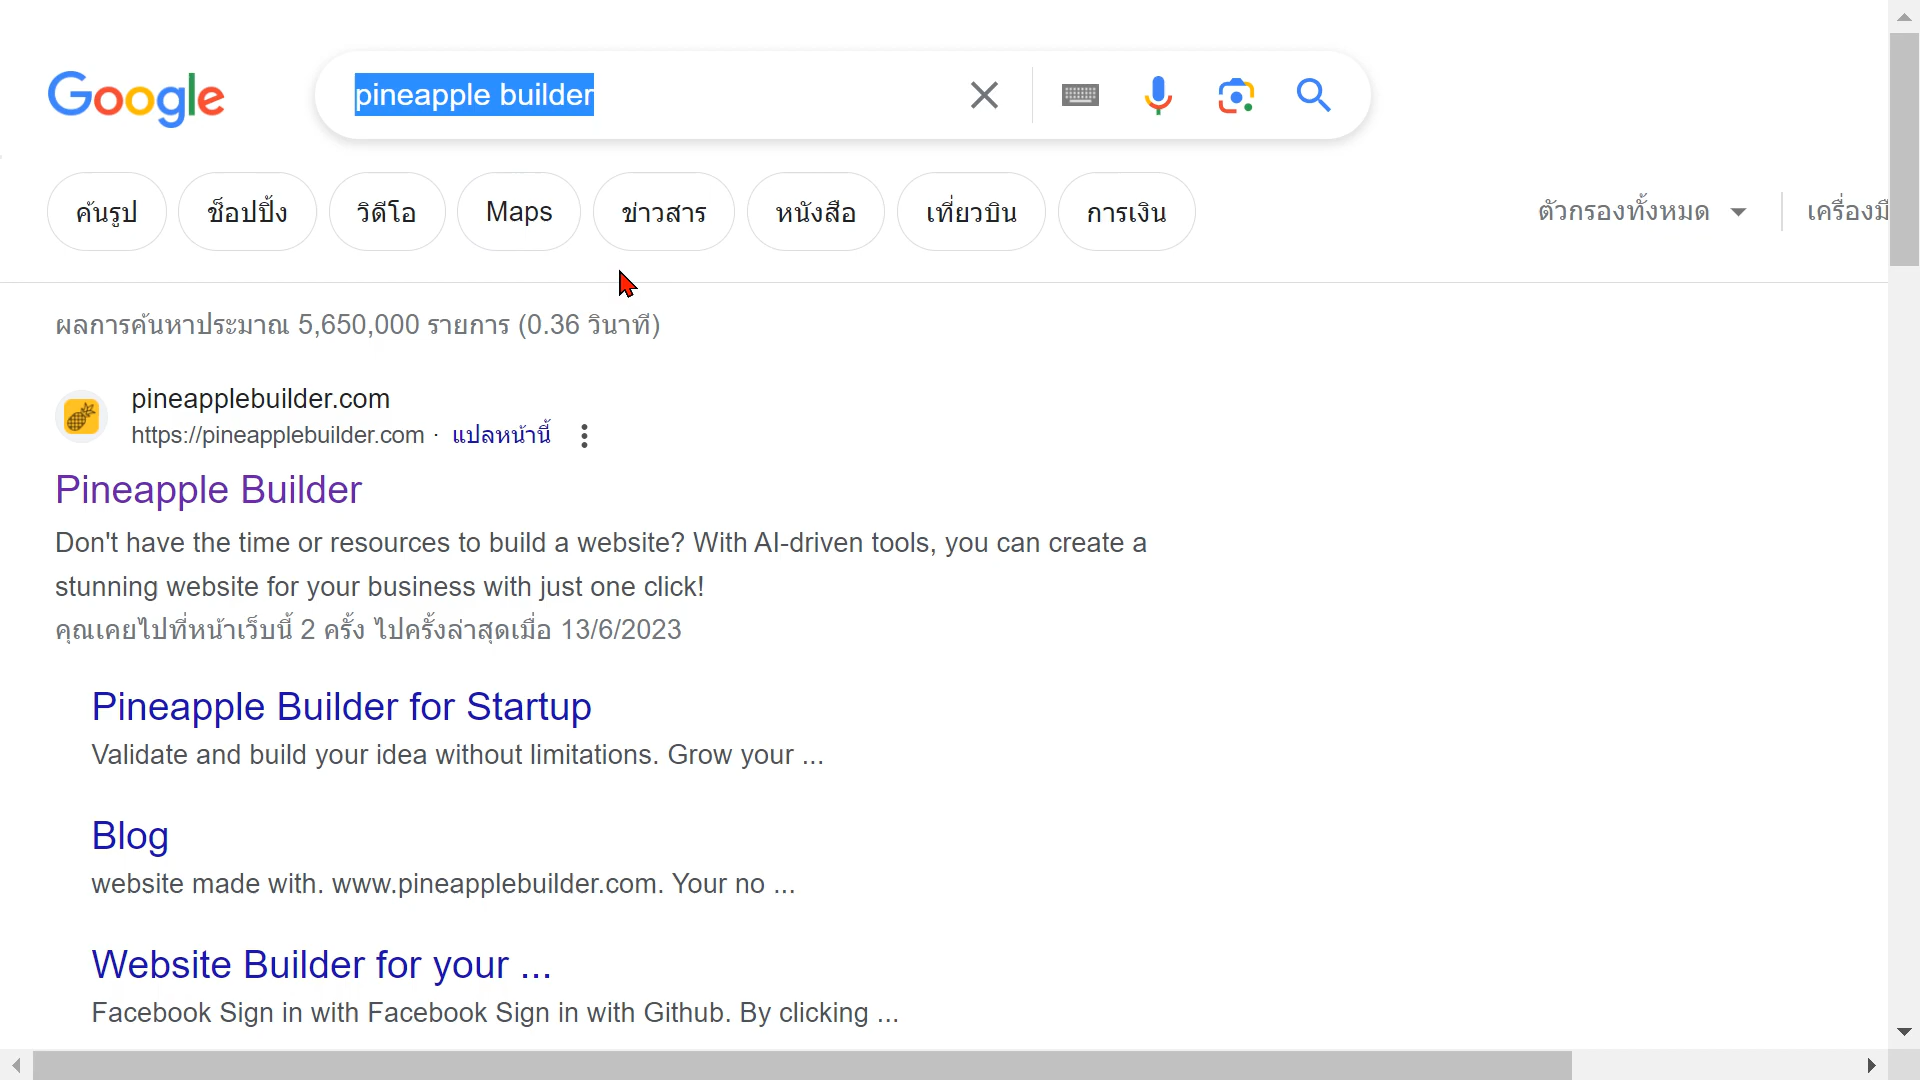 Google
pineapple builder
ค้นรูป
ช็อปปิ้ง
วิดีโอ
Maps
ข่าวสาร
หนังสือ
เที่ยวบิน
การเงิน
ตัวกรองทั้งหมด
ผลการค้นหาประมาณ 5,650,000 รายการ (0.36 วินาที)
pineapplebuilder.com
https://pineapplebuilder.com · แปลหน้านี้
Pineapple Builder
Don't have the time or resources to build a website? With AI-driven tools, you can create a
stunning website for your business with just one click!
คุณเคยไปที่หน้าเว็บนี้ 2 ครั้ง ไปครั้งล่าสุดเมื่อ 13/6/2023
Pineapple Builder for Startup
Validate and build your idea without limitations. Grow your ...
Blog
website made with. www.pineapplebuilder.com. Your no ...
Website Builder for your ...
Facebook Sign in with Facebook Sign in with Github. By clicking ...